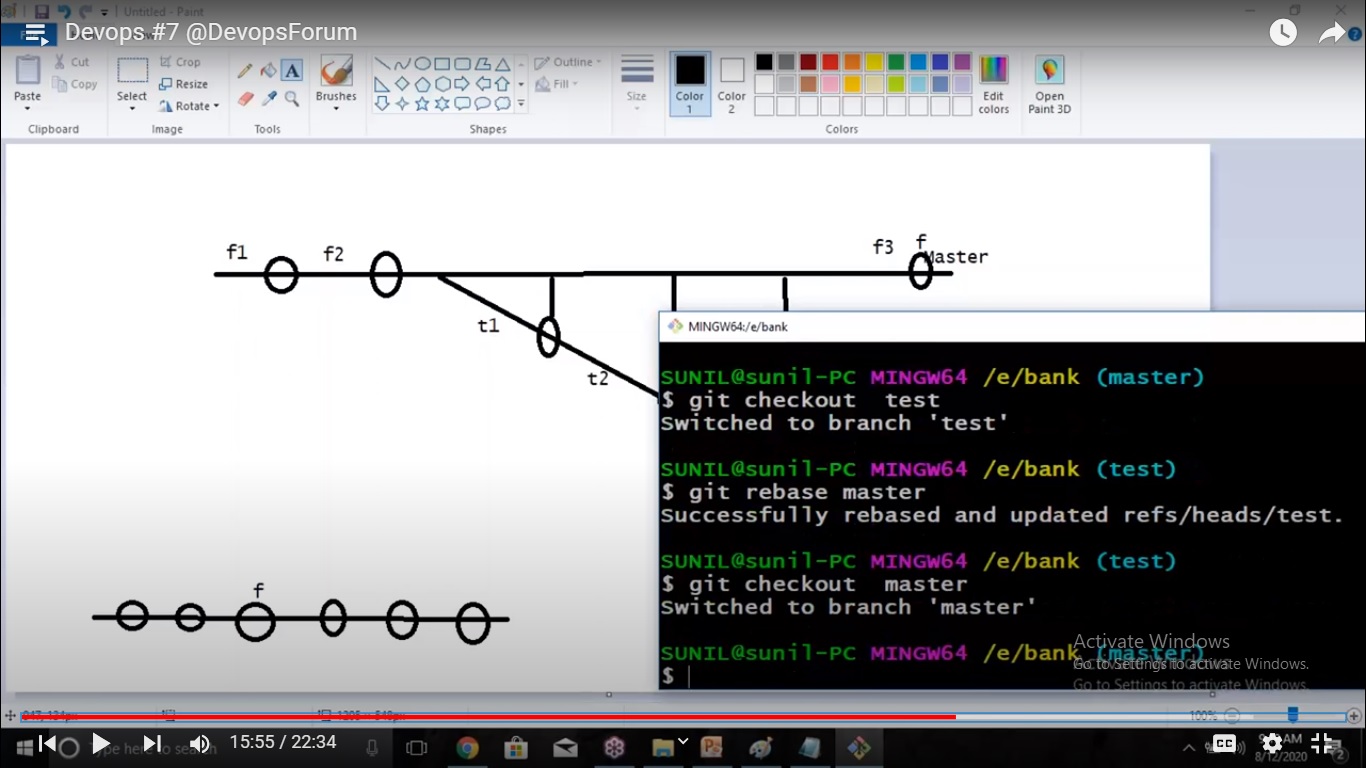 Untitled - Paint
Devops #7 @DevopsForum
Paste
Cut
Copy
Clipboard
Select
Crop
Resize
Rotate
Image
A
Tools
Brushes
Outline
Fill
Shapes
Size
Color 1
Color 2
Edit colors
Colors
Open Paint 3D
f1
f2
f3
f
Master
t1
t2
f
MINGW64:/e/bank
SUNIL@sunil-PC MINGW64 /e/bank (master)
$ git checkout  test
Switched to branch 'test'
SUNIL@sunil-PC MINGW64 /e/bank (test)
$ git rebase master
Successfully rebased and updated refs/heads/test.
SUNIL@sunil-PC MINGW64 /e/bank (test)
$ git checkout  master
Switched to branch 'master'
SUNIL@sunil-PC MINGW64 /e/bank (master)
$
Activate Windows
Go to Settings to activate Windows.
Go to Settings to activate Windows.
100%
Type here to search
15:55 / 22:34
CC
AM
8/12/2020
2